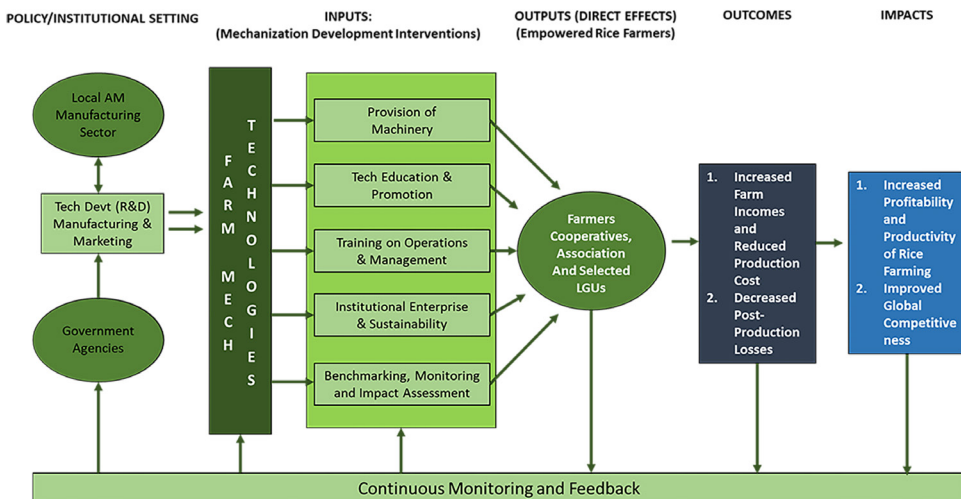 POLICY/INSTITUTIONAL SETTING
INPUTS:
(Mechanization Development Interventions)
OUTPUTS (DIRECT EFFECTS)
(Empowered Rice Farmers)
OUTCOMES
IMPACTS
Local AM
Manufacturing
Sector
Tech Devt (R&D)
Manufacturing &
Marketing
Government
Agencies
FARM MECH
TECHNOLOGIES
Provision of
Machinery
Tech Education &
Promotion
Training on Operations
& Management
Institutional Enterprise
& Sustainability
Benchmarking, Monitoring
and Impact Assessment
Farmers
Cooperatives,
Association
And Selected
LGUs
1. Increased
Farm
Incomes
and
Reduced
Production
Cost
2. Decreased
Post-
Production
Losses
1. Increased
Profitability
and
Productivity
of Rice
Farming
2. Improved
Global
Competitive
ness
Continuous Monitoring and Feedback